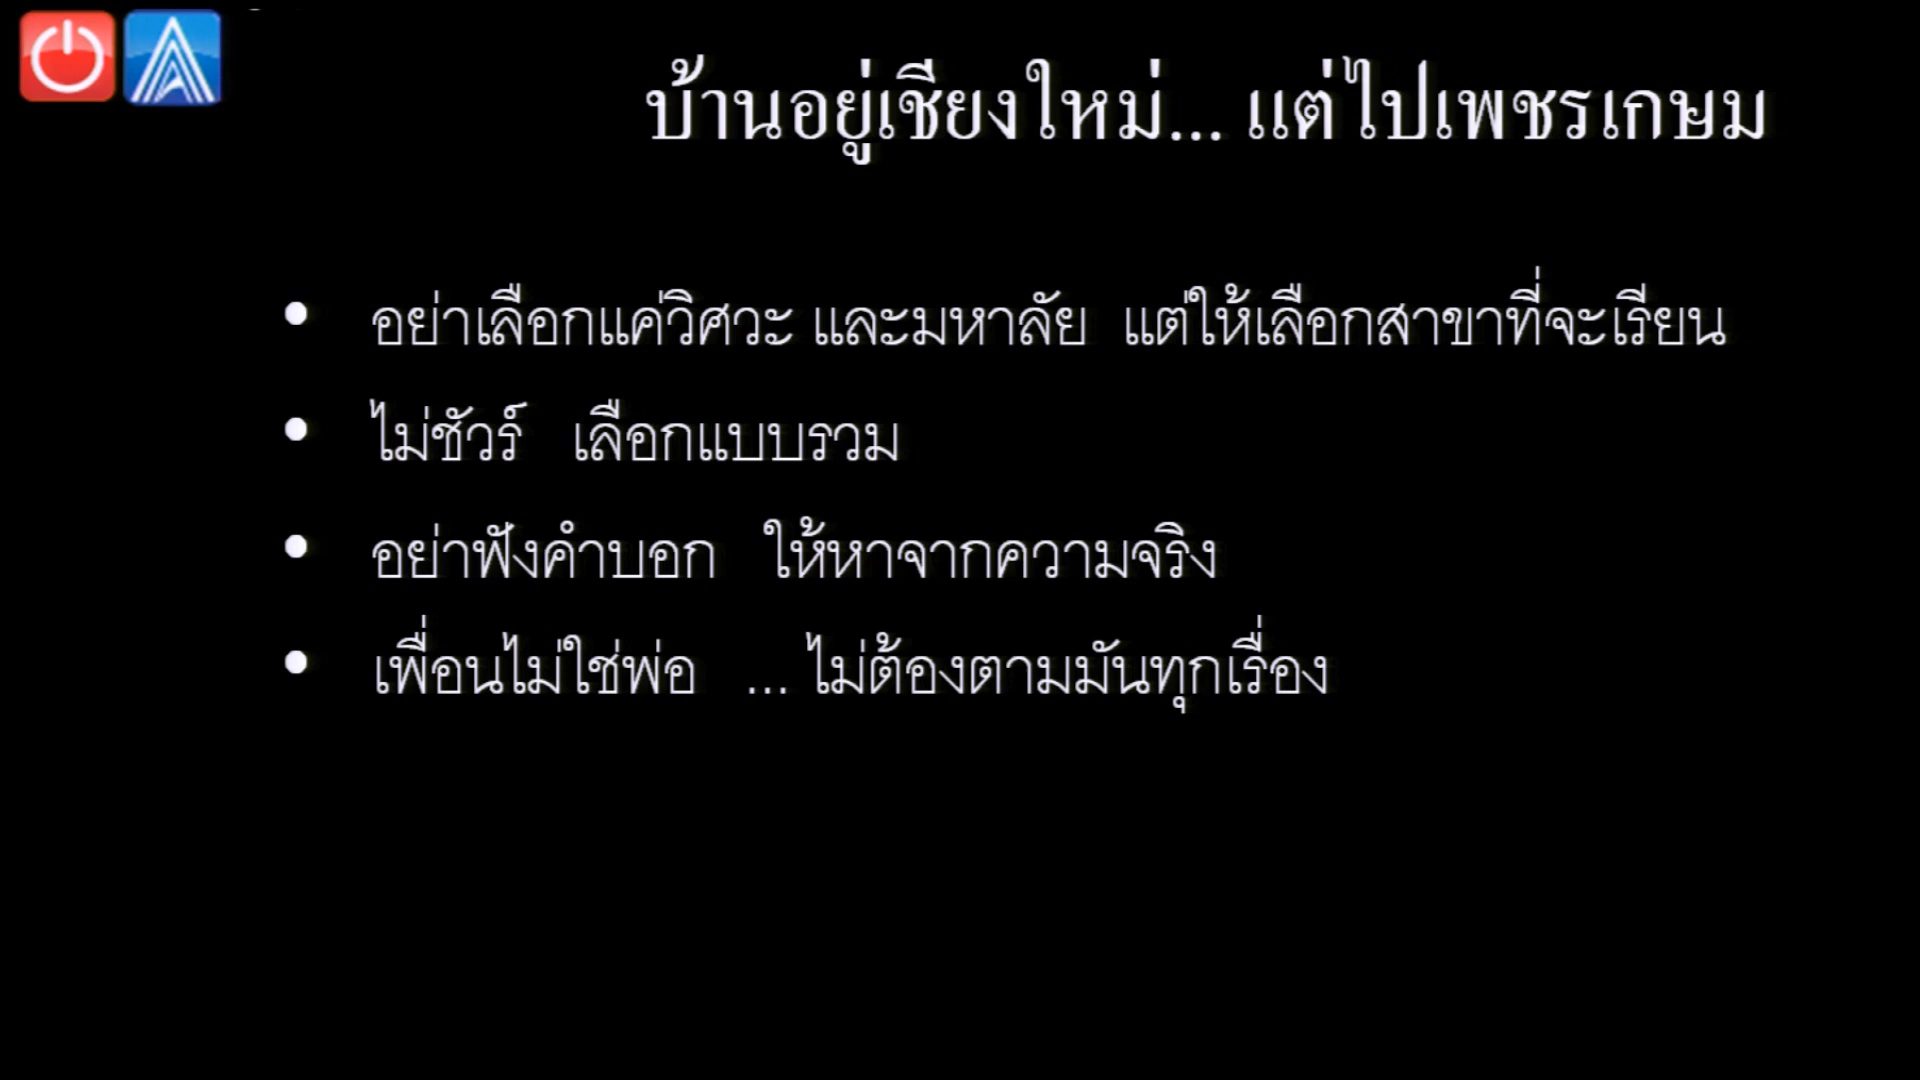 บ้านอยู่เชียงใหม่... แต่ไปเพชรเกษม
• อย่าเลือกแค่วิศวะ และมหาลัย แต่ให้เลือกสาขาที่จะเรียน
• ไม่ชัวร์ เลือกแบบรวม
• อย่าฟังคำบอก ให้หาจากความจริง
• เพื่อนไม่ใช่พ่อ ... ไม่ต้องตามมันทุกเรื่อง